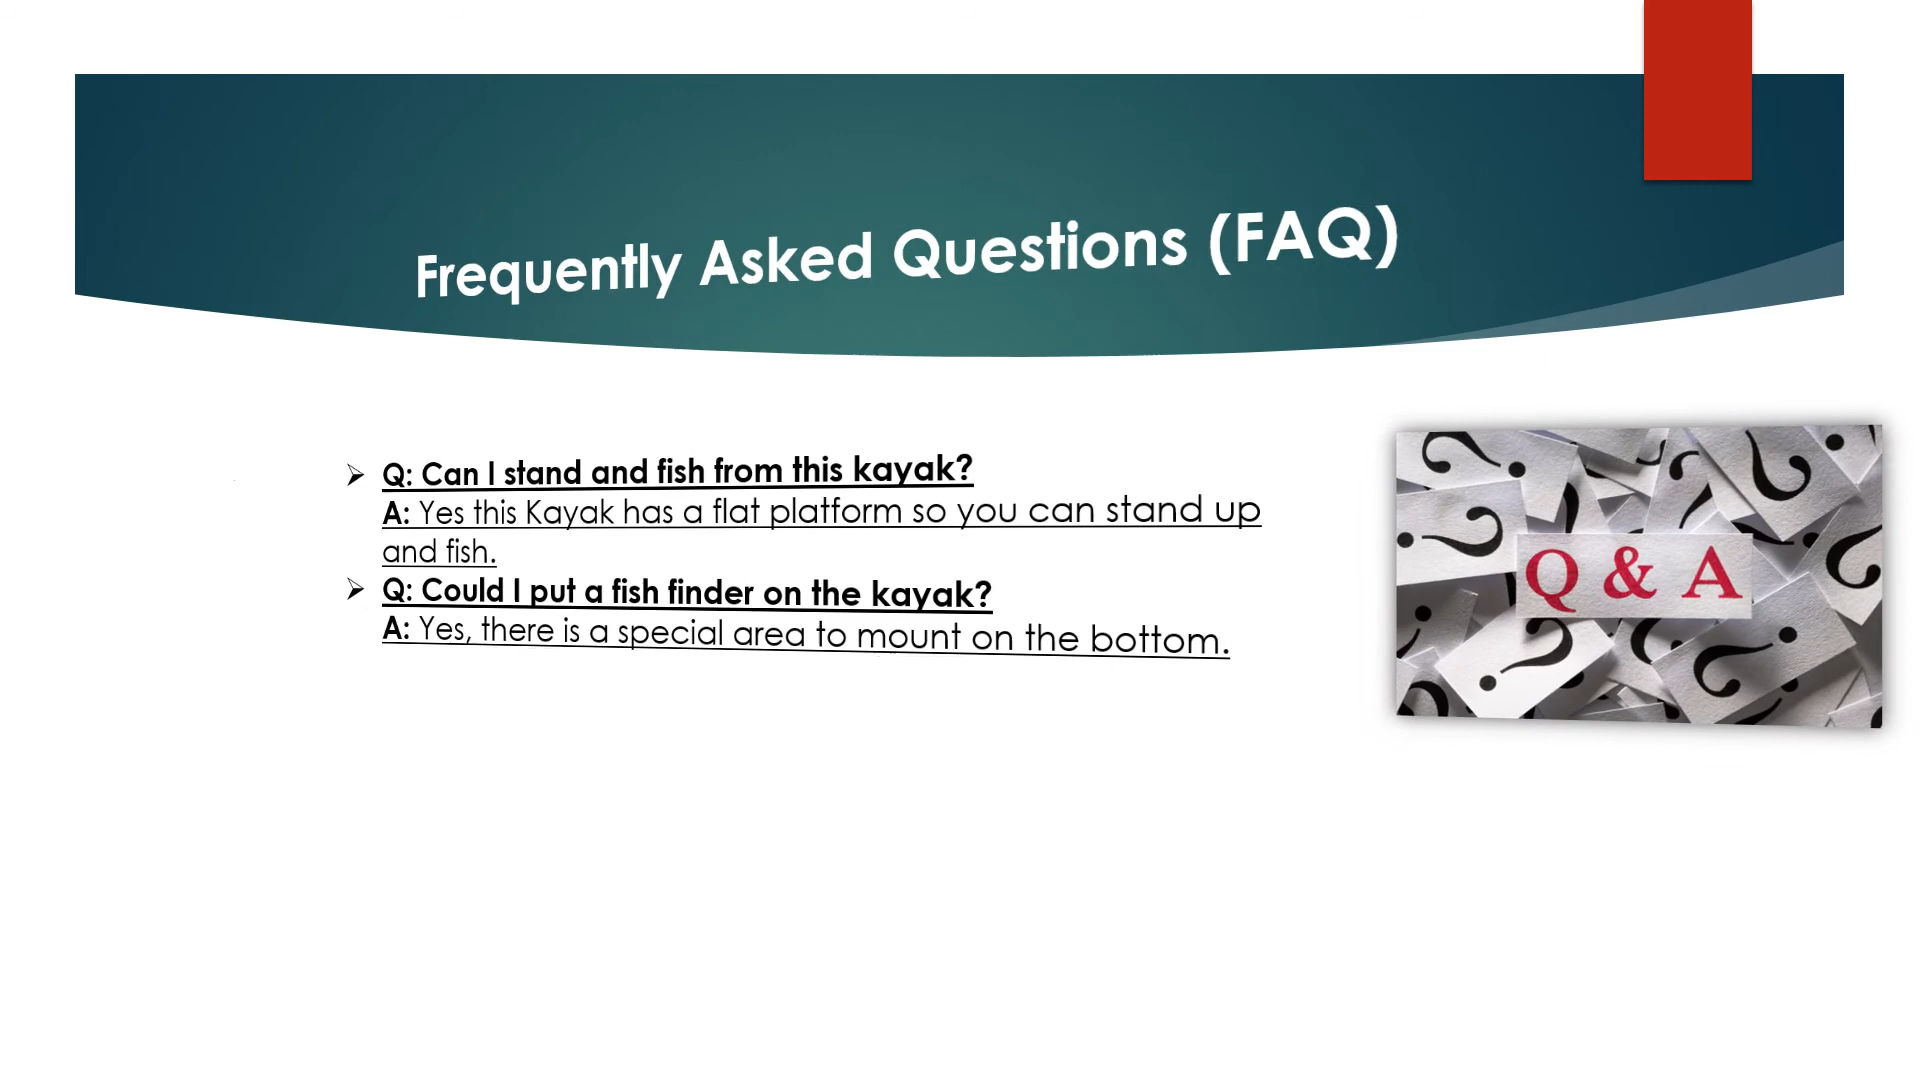 Frequently Asked Questions (FAQ)
Q: Can I stand and fish from this kayak?
A: Yes this Kayak has a flat platform so you can stand up
and fish.
Q: Could I put a fish finder on the kayak?
A: Yes, there is a special area to mount on the bottom.
Q & A